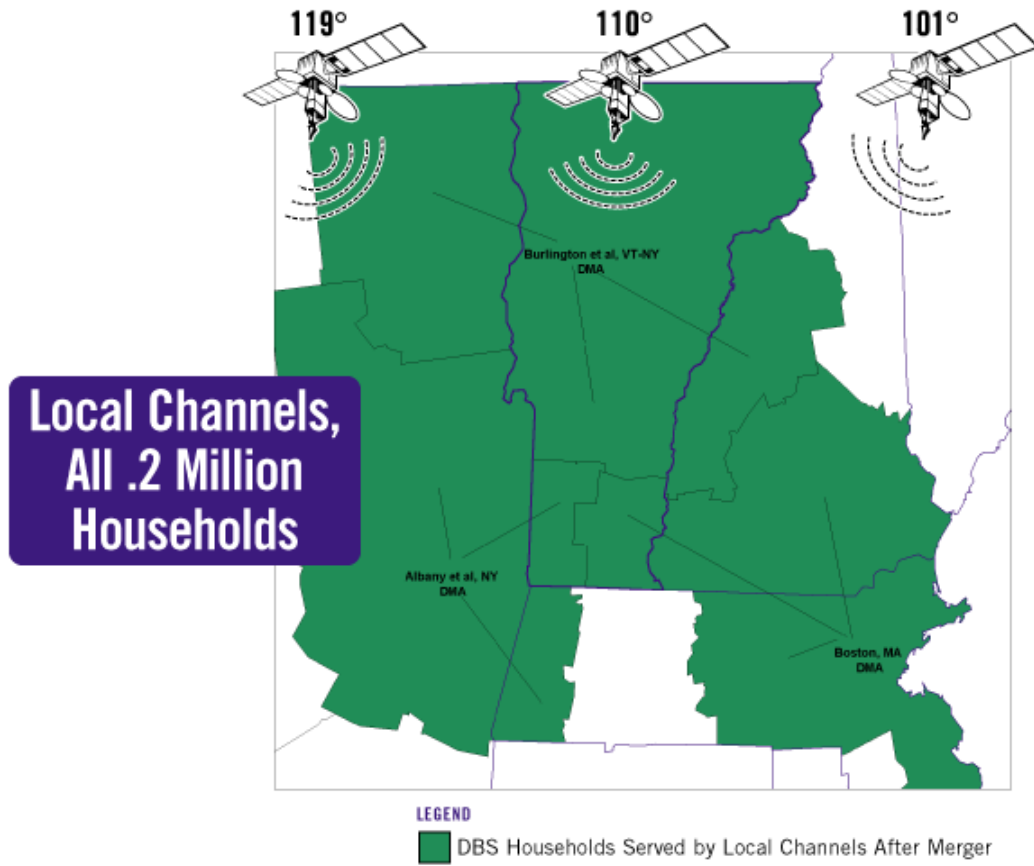 119°
110°
101°
Burlington et al, VT-NY
DMA
Local Channels,
All .2 Million
Households
Albany et al, NY
DMA
Boston, MA
DMA
LEGEND
DBS Households Served by Local Channels After Merger